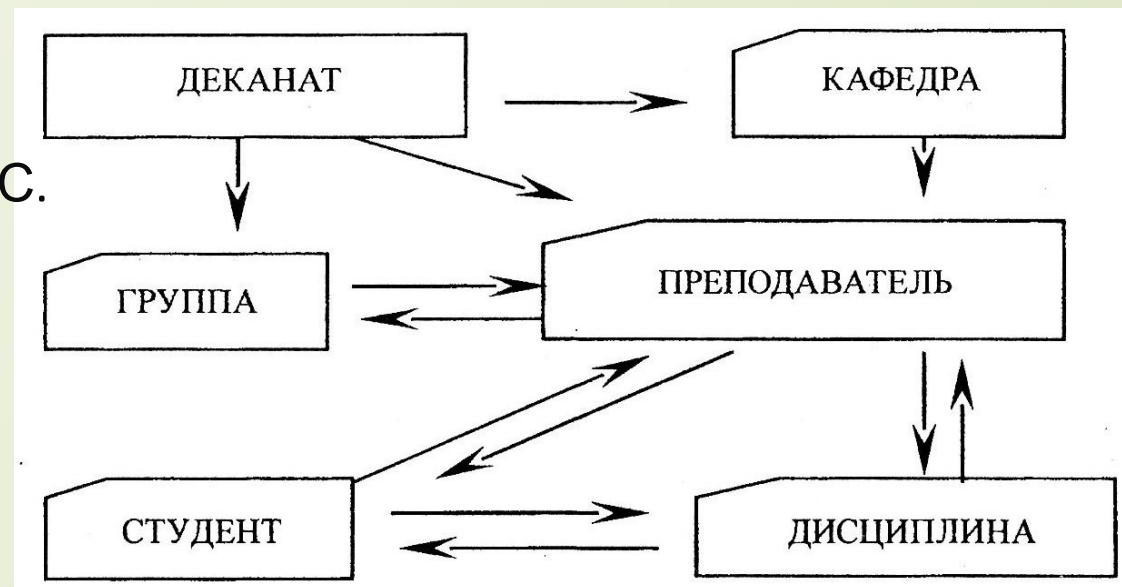 ДЕКАНАТ
КАФЕДРА
С.
ГРУППА
ПРЕПОДАВАТЕЛЬ
СТУДЕНТ
ДИСЦИПЛИНА